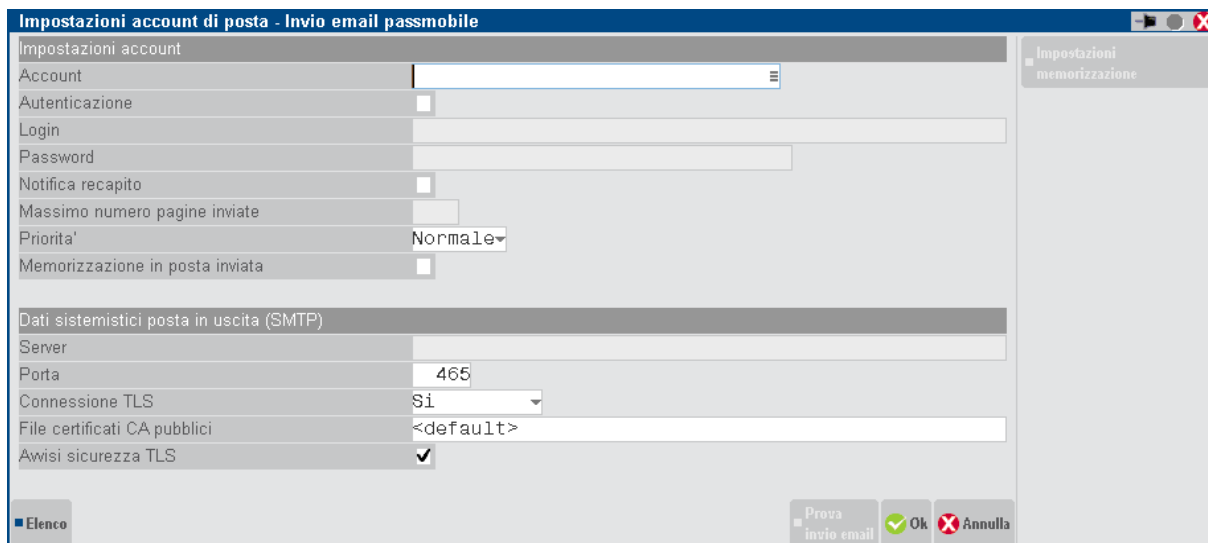 Impostazioni account di posta - Invio email passmobile
Impostazioni account
Account
Autenticazione
Login
Password
Notifica recapito
Massimo numero pagine inviate
Priorita' Normale
Memorizzazione in posta inviata
Dati sistemistici posta in uscita (SMTP)
Server
Porta 465
Connessione TLS Si
File certificati CA pubblici <default>
Avvisi sicurezza TLS
Impostazioni
memorizzazione
Elenco
Prova
invio email
Ok
Annulla